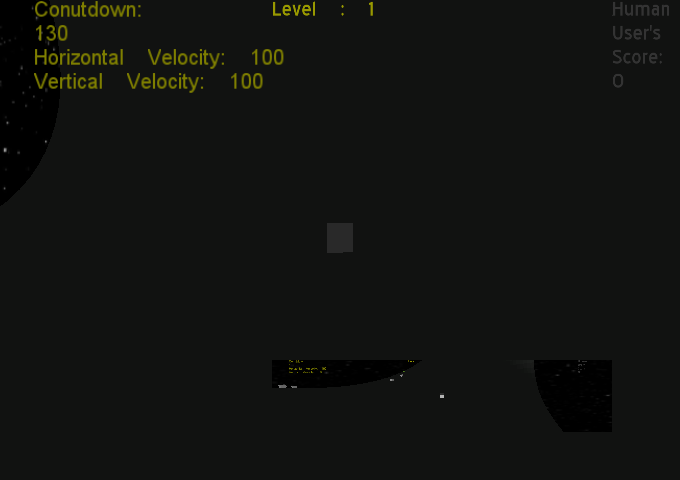 Conutdown:
130
Horizontal Velocity: 100
Vertical Velocity: 100
Level : 1
Human
User's
Score:
0